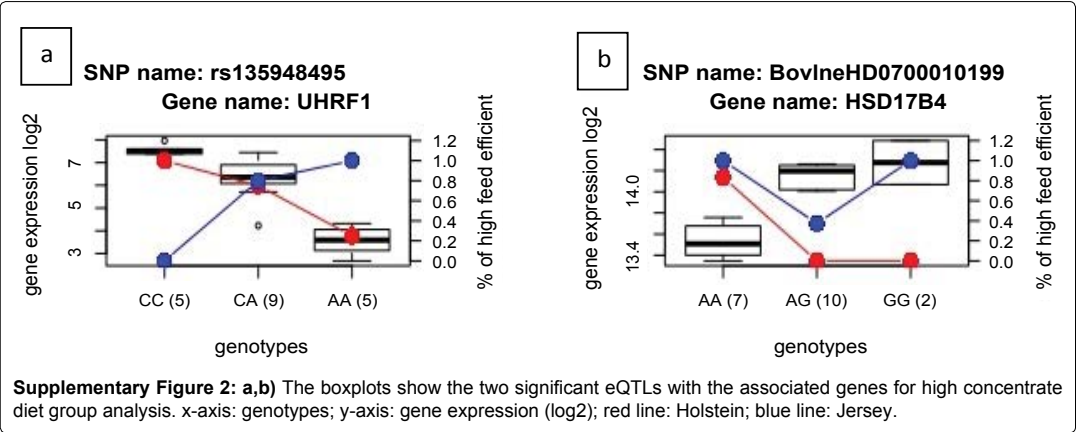 a
SNP name: rs135948495
Gene name: UHRF1
gene expression log2
7
5
3
1.2
1.0
0.8
0.6
0.4
0.2
0.0
% of high feed efficient
CC (5) CA (9) AA (5)
genotypes
b
SNP name: BovIneHD0700010199
Gene name: HSD17B4
gene expression log2
14.0
13.4
1.2
1.0
0.8
0.6
0.4
0.2
0.0
% of high feed efficient
AA (7) AG (10) GG (2)
genotypes
Supplementary Figure 2: a,b) The boxplots show the two significant eQTLs with the associated genes for high concentrate
diet group analysis. x-axis: genotypes; y-axis: gene expression (log2); red line: Holstein; blue line: Jersey.